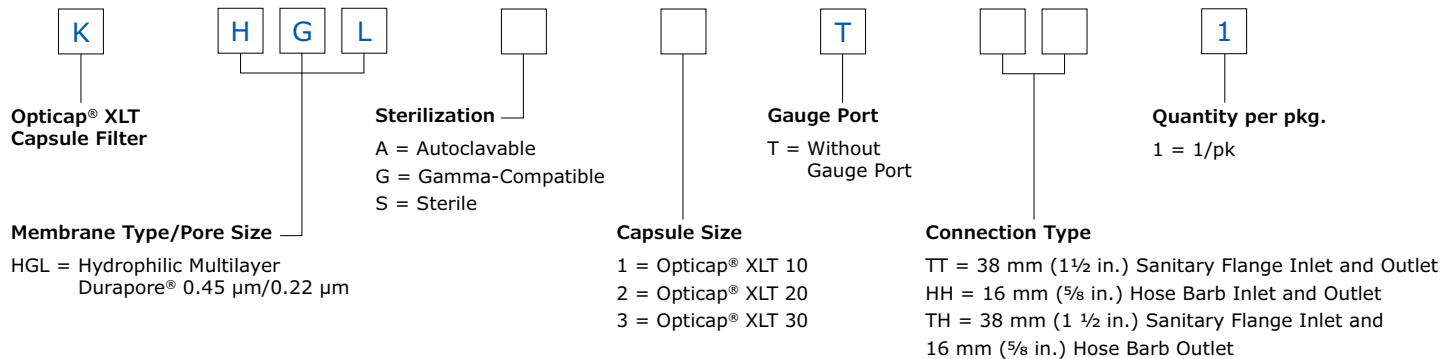 K H G L T 1
Opticap® XLT
Capsule Filter
Sterilization
A = Autoclavable
G = Gamma-Compatible
S = Sterile
Gauge Port
T = Without
Gauge Port
Quantity per pkg.
1 = 1/pk
Membrane Type/Pore Size
HGL = Hydrophilic Multilayer
Durapore® 0.45 µm/0.22 µm
Capsule Size
1 = Opticap® XLT 10
2 = Opticap® XLT 20
3 = Opticap® XLT 30
Connection Type
TT = 38 mm (1½ in.) Sanitary Flange Inlet and Outlet
HH = 16 mm (⅝ in.) Hose Barb Inlet and Outlet
TH = 38 mm (1 ½ in.) Sanitary Flange Inlet and
16 mm (⅝ in.) Hose Barb Outlet